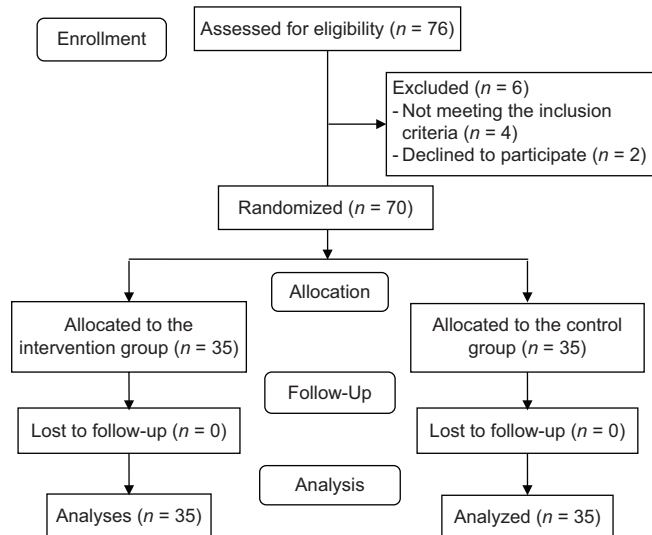 Enrollment
Assessed for eligibility (n = 76)
Excluded (n = 6)
- Not meeting the inclusion
criteria (n = 4)
- Declined to participate (n = 2)
Randomized (n = 70)
Allocation
Allocated to the
intervention group (n = 35)
Allocated to the control
group (n = 35)
Follow-Up
Lost to follow-up (n = 0)
Lost to follow-up (n = 0)
Analysis
Analyses (n = 35)
Analyzed (n = 35)